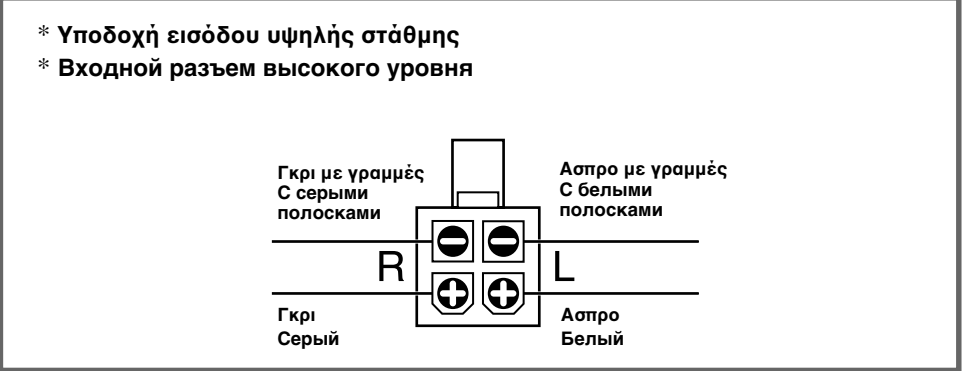 * Υποδοχή εισόδου υψηλής στάθμης
* Входной разъем высокого уровня
Γκρι με γραμμές
С серыми
полосками
Ασπρο με γραμμές
С белыми
полосками
R
L
Γκρι
Серый
Ασπρο
Белый